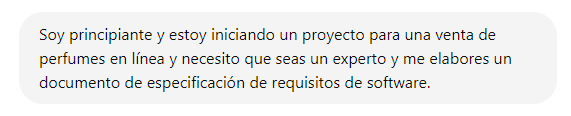 Soy principiante y estoy iniciando un proyecto para una venta de
perfumes en línea y necesito que seas un experto y me elabores un
documento de especificación de requisitos de software.